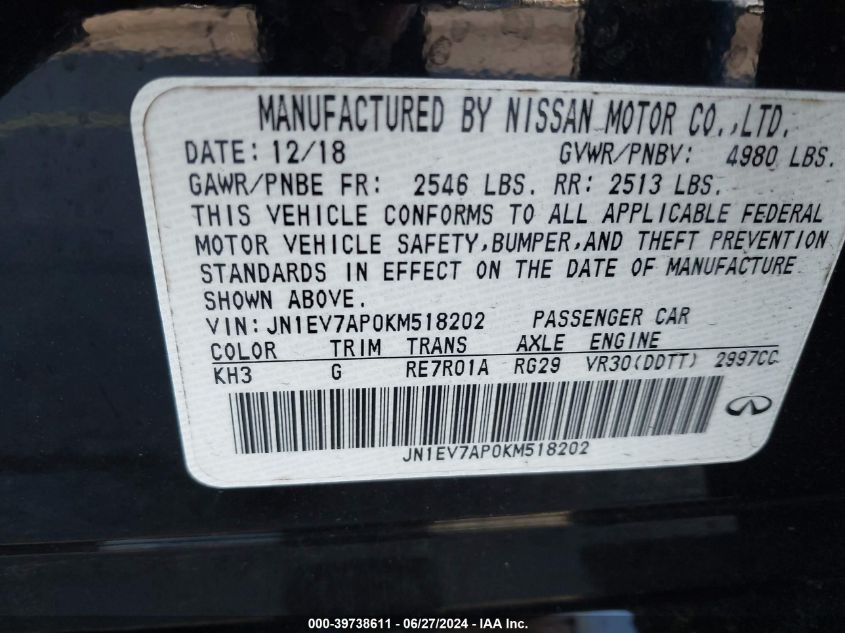 MANUFACTURED BY NISSAN MOTOR CO.,LTD.
DATE: 12/18 GVWR/PNBV: 4980 LBS.
GAWR/PNBE FR: 2546 LBS. RR: 2513 LBS.
THIS VEHICLE CONFORMS TO ALL APPLICABLE FEDERAL
MOTOR VEHICLE SAFETY,BUMPER,AND THEFT PREVENTION
STANDARDS IN EFFECT ON THE DATE OF MANUFACTURE
SHOWN ABOVE.
VIN:JN1EV7AP0KM518202 PASSENGER CAR
COLOR TRIM TRANS AXLE ENGINE
KH3 G RE7R01A RG29 VR30(DDTT) 2997CC
JN1EV7AP0KM518202
000-39738611 - 06/27/2024 - IAA Inc.